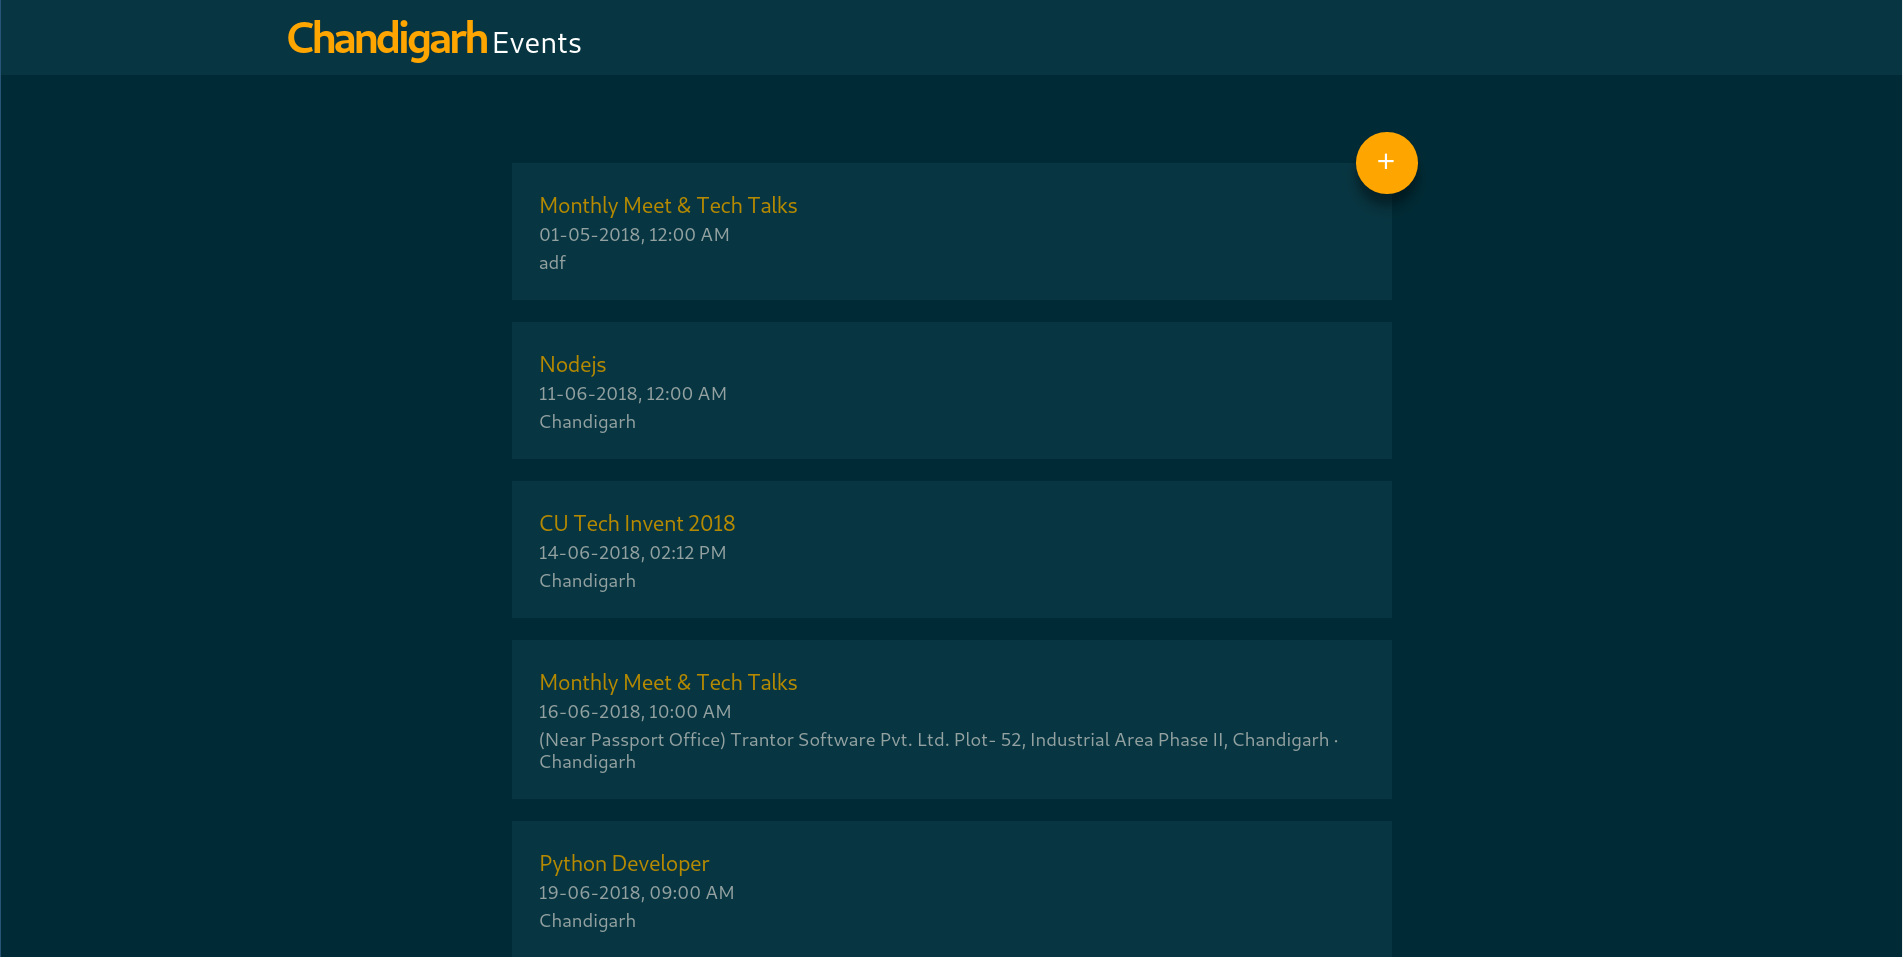 Chandigarh Events
+
Monthly Meet & Tech Talks
01-05-2018, 12:00 AM
adf
Nodejs
11-06-2018, 12:00 AM
Chandigarh
CU Tech Invent 2018
14-06-2018, 02:12 PM
Chandigarh
Monthly Meet & Tech Talks
16-06-2018, 10:00 AM
(Near Passport Office) Trantor Software Pvt. Ltd. Plot- 52, Industrial Area Phase II, Chandigarh ·
Chandigarh
Python Developer
19-06-2018, 09:00 AM
Chandigarh